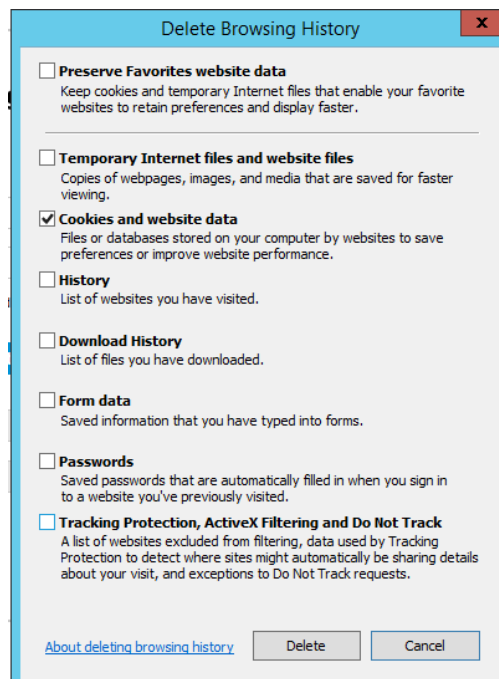 Delete Browsing History
x
Preserve Favorites website data
Keep cookies and temporary Internet files that enable your favorite
websites to retain preferences and display faster.
Temporary Internet files and website files
Copies of webpages, images, and media that are saved for faster
viewing.
Cookies and website data
Files or databases stored on your computer by websites to save
preferences or improve website performance.
History
List of websites you have visited.
Download History
List of files you have downloaded.
Form data
Saved information that you have typed into forms.
Passwords
Saved passwords that are automatically filled in when you sign in
to a website you've previously visited.
Tracking Protection, ActiveX Filtering and Do Not Track
A list of websites excluded from filtering, data used by Tracking
Protection to detect where sites might automatically be sharing details
about your visit, and exceptions to Do Not Track requests.
About deleting browsing history
Delete
Cancel